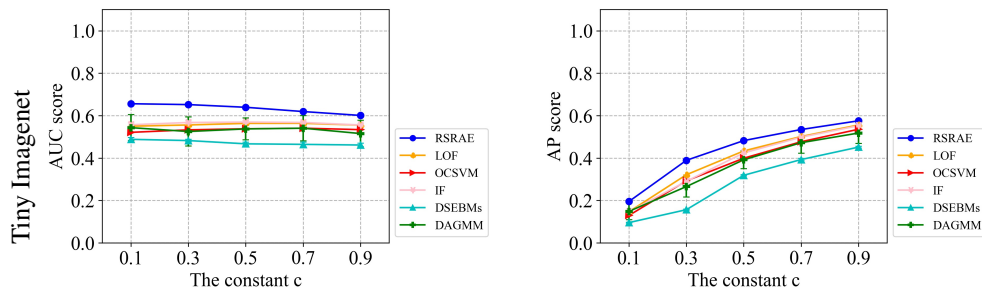 Tiny Imagenet
AUC score
1.0
0.8
0.6
0.4
0.2
0.0
0.1 0.3 0.5 0.7 0.9
The constant c
RSRAE
LOF
OCSVM
IF
DSEBMs
DAGMM
AP score
1.0
0.8
0.6
0.4
0.2
0.0
0.1 0.3 0.5 0.7 0.9
The constant c
RSRAE
LOF
OCSVM
IF
DSEBMs
DAGMM